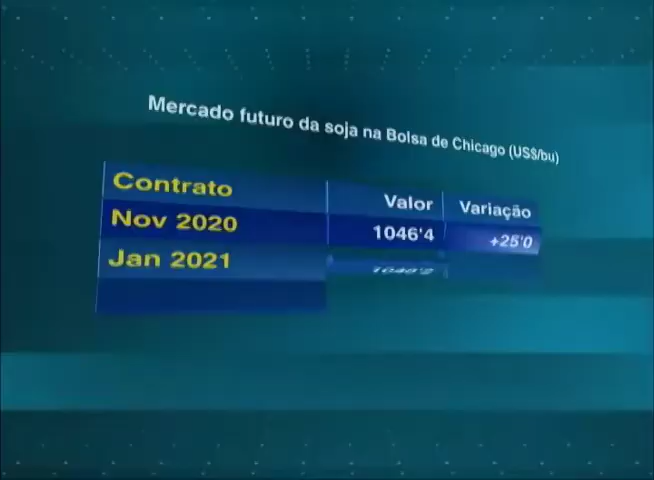 Mercado futuro da soja na Bolsa de Chicago (US$/bu)
Contrato Valor Variação
Nov 2020 1046'4 +25'0
Jan 2021